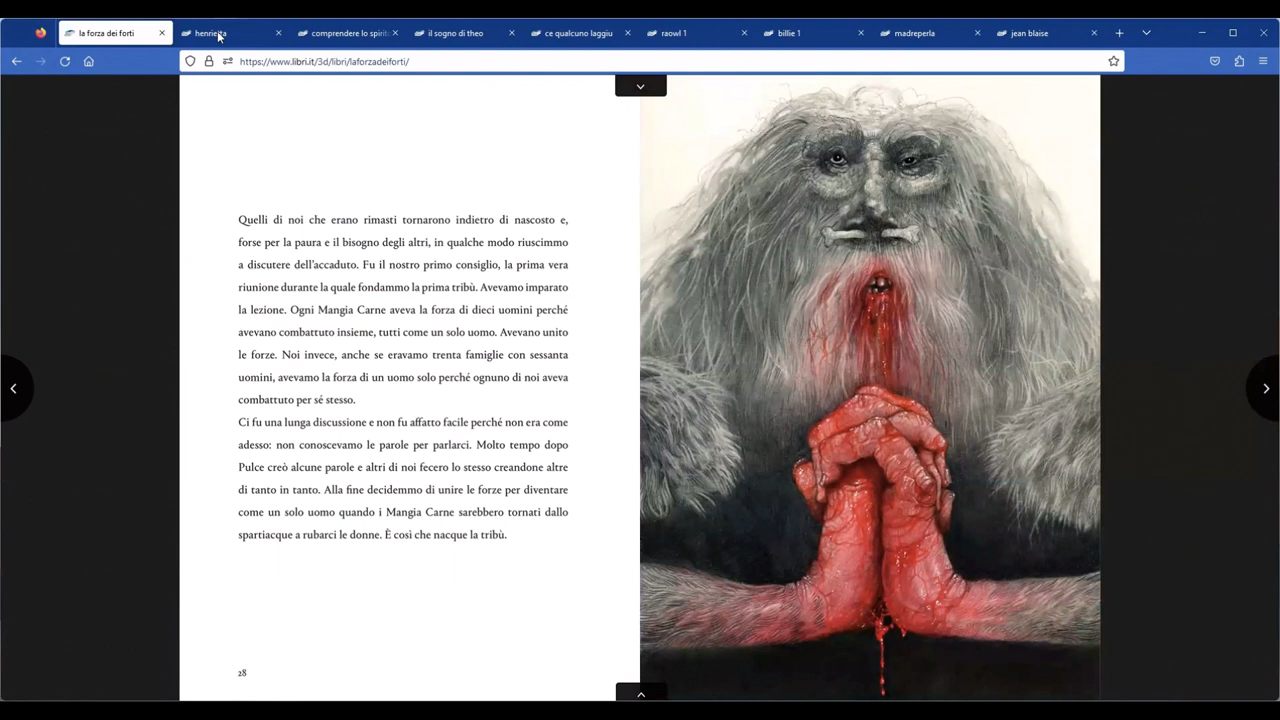 la forza dei forti
henrietta
comprendere lo spirit
il sogno di theo
ce qualcuno laggiu
raowl 1
billie 1
madreperla
jean blaise
https://www.libri.it/3d/libri/laforzadeiforti/
Quelli di noi che erano rimasti tornarono indietro di nascosto e,
forse per la paura e il bisogno degli altri, in qualche modo riuscimmo
a discutere dell'accaduto. Fu il nostro primo consiglio, la prima vera
riunione durante la quale fondammo la prima tribù. Avevamo imparato
la lezione. Ogni Mangia Carne aveva la forza di dieci uomini perché
avevano combattuto insieme, tutti come un solo uomo. Avevano unito
le forze. Noi invece, anche se eravamo trenta famiglie con sessanta
uomini, avevamo la forza di un uomo solo perché ognuno di noi aveva
combattuto per sé stesso.
Ci fu una lunga discussione e non fu affatto facile perché non era come
adesso: non conoscevamo le parole per parlarci. Molto tempo dopo
Pulce creò alcune parole e altri di noi fecero lo stesso creandone altre
di tanto in tanto. Alla fine decidemmo di unire le forze per diventare
come un solo uomo quando i Mangia Carne sarebbero tornati dallo
spartiacque a rubarci le donne. È così che nacque la tribù.
28